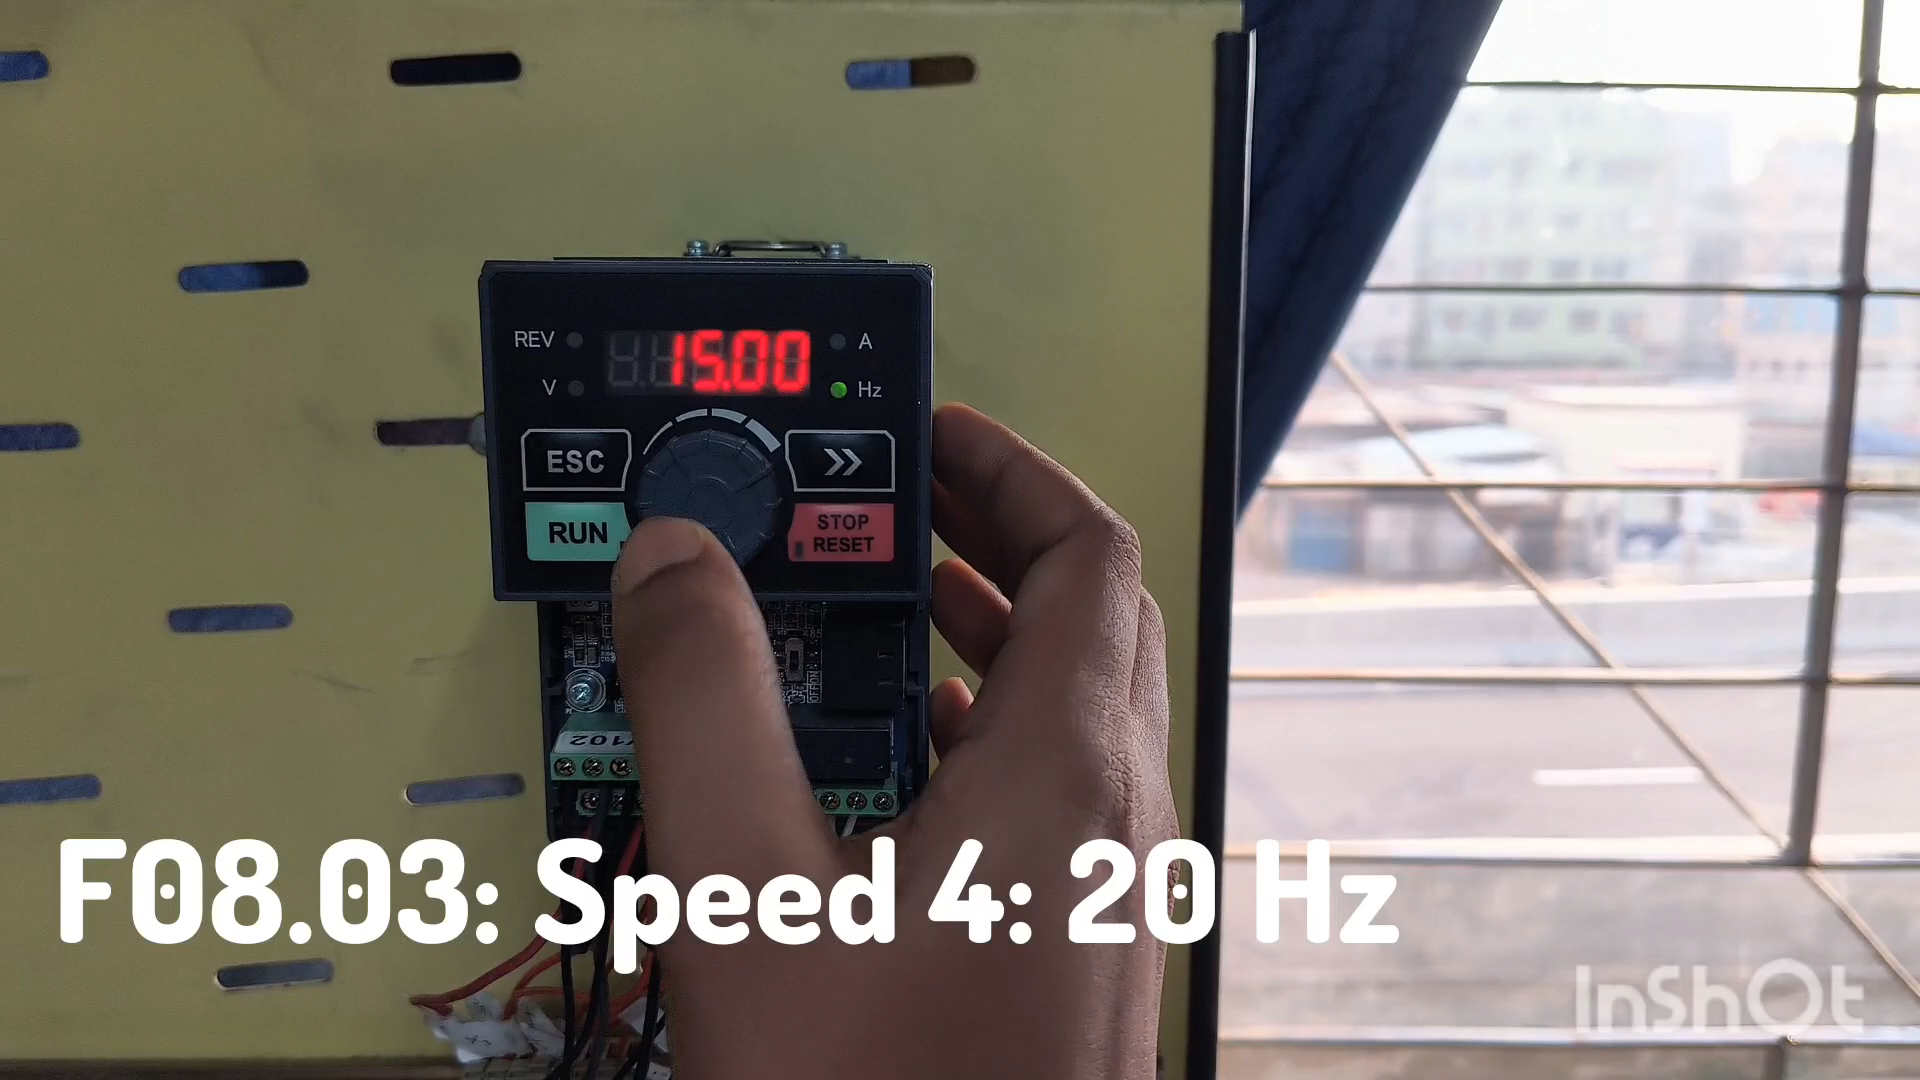 REV
15.00
A
V
Hz
ESC
>>
RUN
STOP
RESET
F08.03: Speed 4: 20 Hz
InShOt